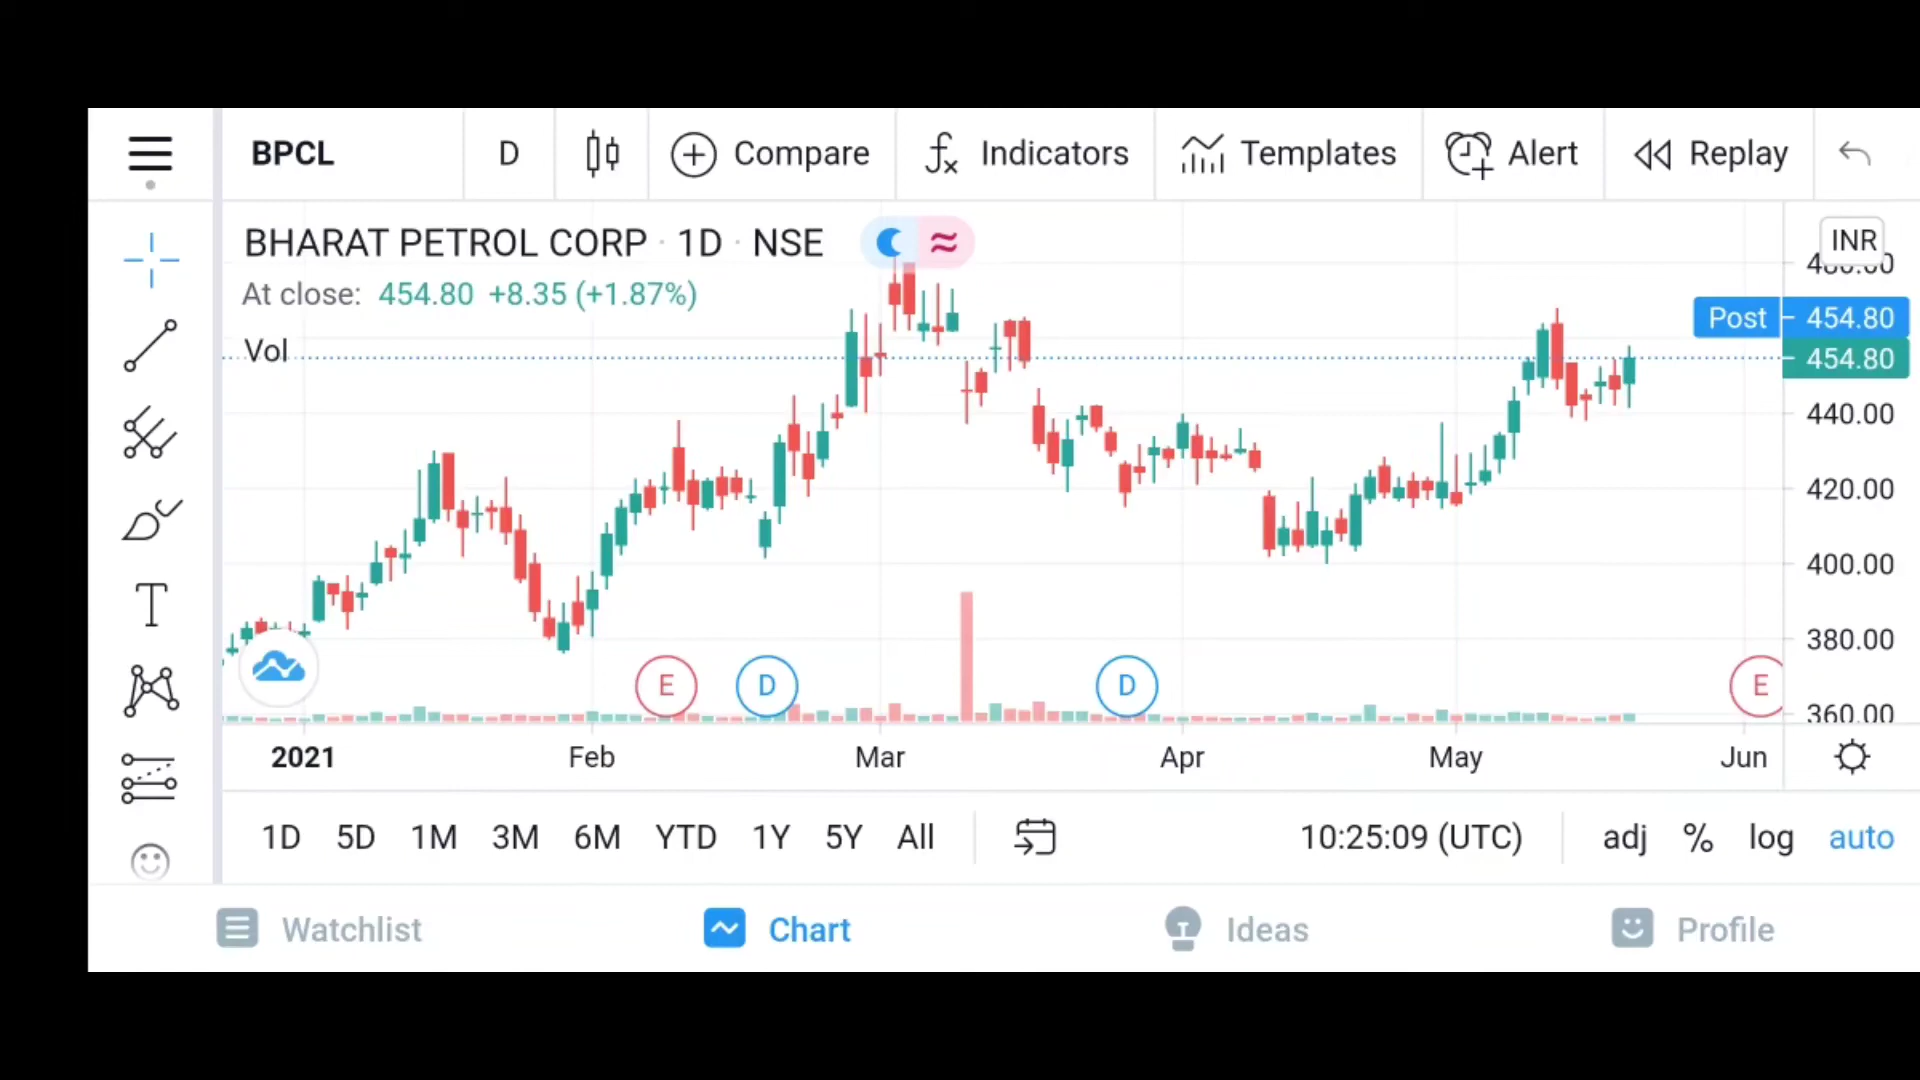 BPCL D Compare Indicators Templates Alert Replay
BHARAT PETROL CORP · 1D · NSE
INR
At close: 454.80 +8.35 (+1.87%)
Post 454.80
Vol
454.80
440.00
420.00
400.00
380.00
360.00
E D D E
2021 Feb Mar Apr May Jun
1D 5D 1M 3M 6M YTD 1Y 5Y All 10:25:09 (UTC) adj % log auto
Watchlist Chart Ideas Profile
T